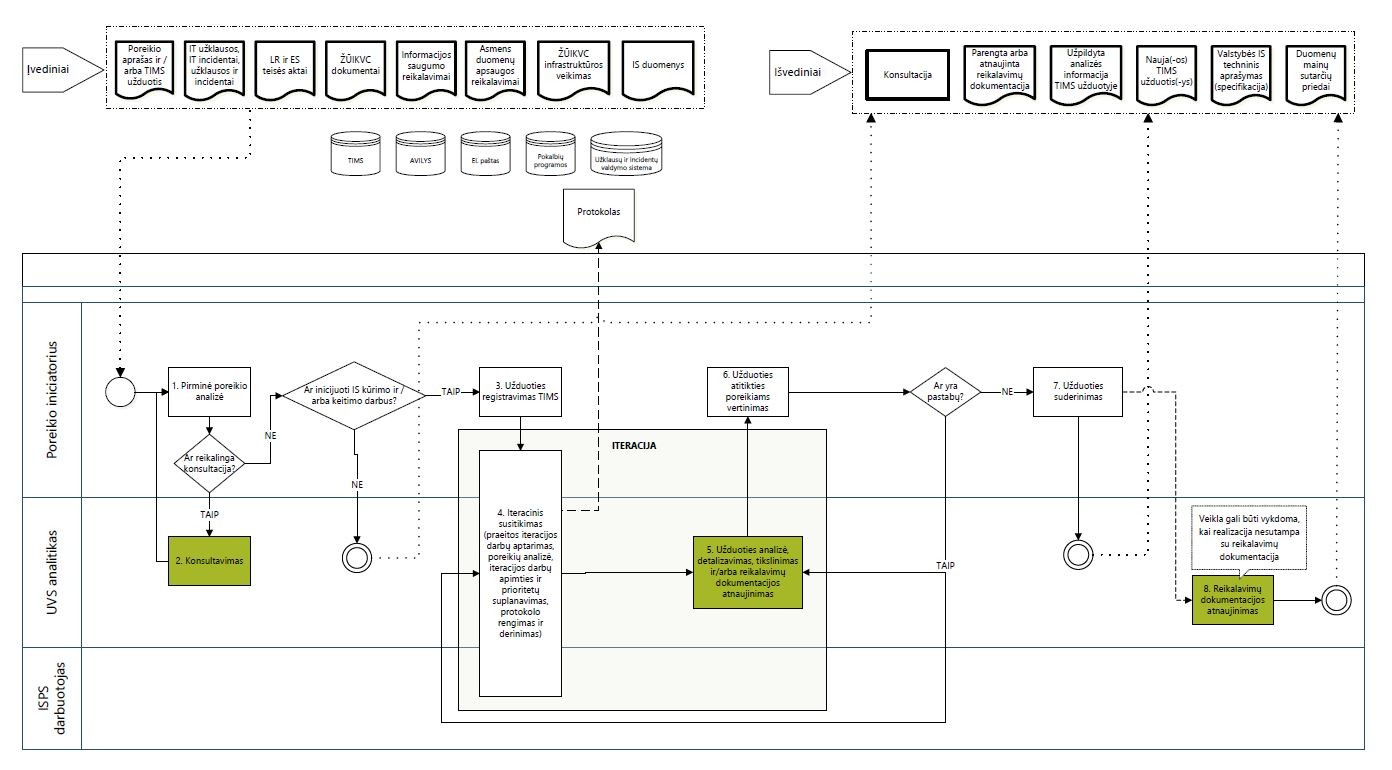 Įvediniai
Poreikio
aprašas ir /
arba TIMS
užduotis
IT užklausos,
IT incidentai,
užklausos ir
incidentai
LR ir ES
teisės aktai
ŽŪIKVC
dokumentai
Informacijos
saugumo
reikalavimai
Asmens
duomenų
apsaugos
reikalavimai
ŽŪIKVC
infrastruktūros
veikimas
IS duomenys
Išvediniai
Konsultacija
Parengta arba
atnaujinta
reikalavimų
dokumentacija
Užpildyta
analizės
informacija
TIMS užduotyje
Nauja(-os)
TIMS
užduotis(-ys)
Valstybės IS
techninis
aprašymas
(specifikacija)
Duomenų
mainų
sutarčių
priedai
TIMS
AVILYS
El. paštas
Pokalbių
programos
Užklausų ir incidentų
valdymo sistema
Protokolas
Poreikio iniciatorius
1. Pirminė poreikio
analizė
Ar reikalinga
konsultacija?
NE
TAIP
Ar inicijuoti IS kūrimo ir /
arba keitimo darbus?
TAIP
NE
3. Užduoties
registravimas TIMS
ITERACIJA
6. Užduoties
atitikties
poreikiams
vertinimas
Ar yra
pastabų?
NE
7. Užduoties
suderinimas
UVS analitikas
2. Konsultavimas
4. Iteracinis
susitikimas
(praeitos iteracijos
darbų aptarimas,
poreikių analizė,
iteracijos darbų
apimties ir
prioritetų
suplanavimas,
protokolo
rengimas ir
derinimas)
5. Užduoties analizė,
detalizavimas, tikslinimas
ir/arba reikalavimų
dokumentacijos
atnaujinimas
TAIP
Veikla gali būti vykdoma,
kai realizacija nesutampa
su reikalavimų
dokumentacija
8. Reikalavimų
dokumentacijos
atnaujinimas
ISPS
darbuotojas